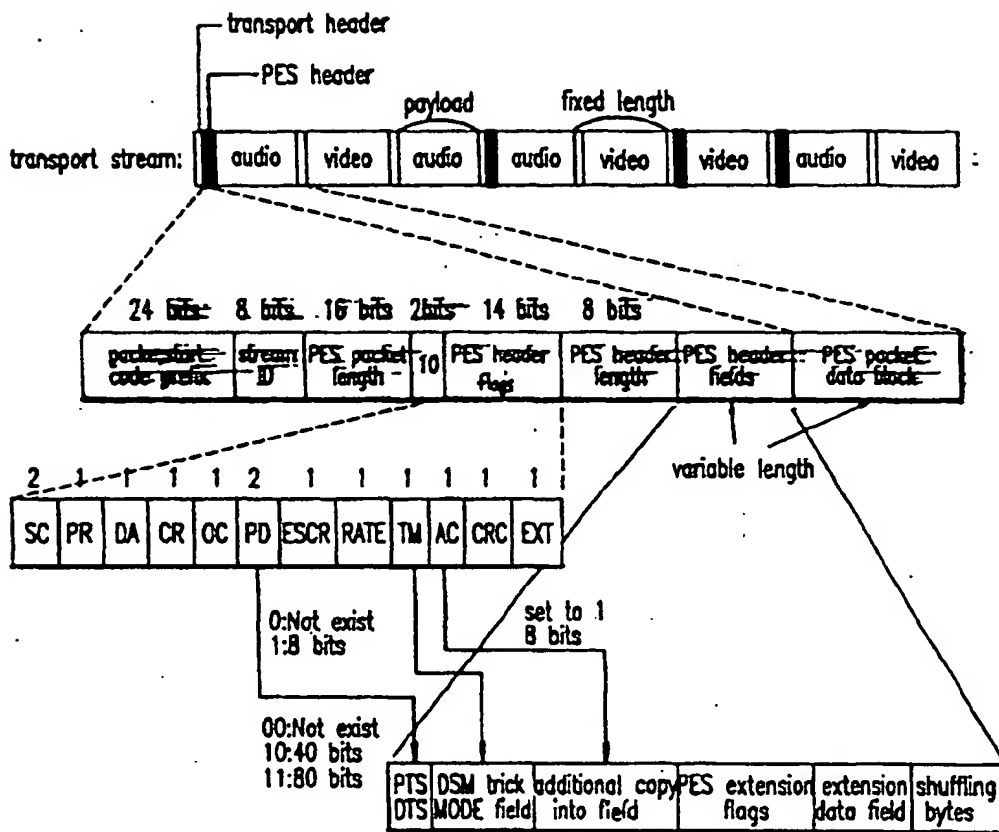 transport header
PES header
payload
fixed length
transport stream: audio video audio audio video video audio video
24 bits 8 bits 16 bits 2bits 14 bits 8 bits
packet start code prefix
stream ID
PES packet length
10
PES header flags
PES header length
PES header fields
PES packet data block
variable length
2 1 1 1 1 2 1 1 1 1 1 1
SC PR DA CR OC PD ESCR RATE TM AC CRC EXT
0:Not exist
1:8 bits
set to 1
8 bits
00:Not exist
10:40 bits
11:80 bits
PTS DTS
DSM trick MODE field
additional copy into field
PES extension flags
extension data field
shuffling bytes